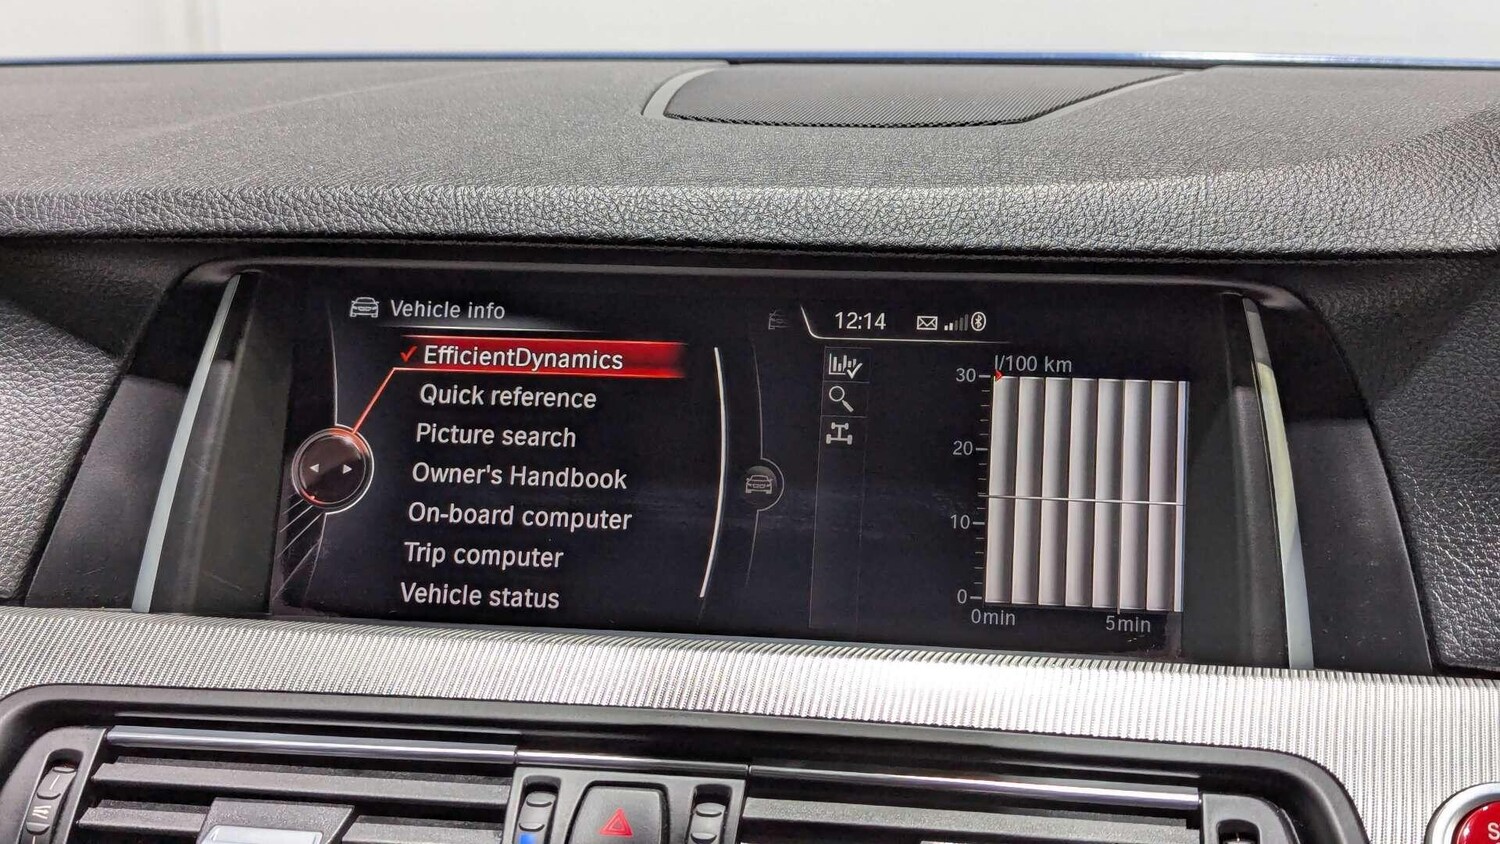 Vehicle info
EfficientDynamics
Quick reference
Picture search
Owner's Handbook
On-board computer
Trip computer
Vehicle status
12:14
l/100 km
30
20
10
0
0min 5min
S